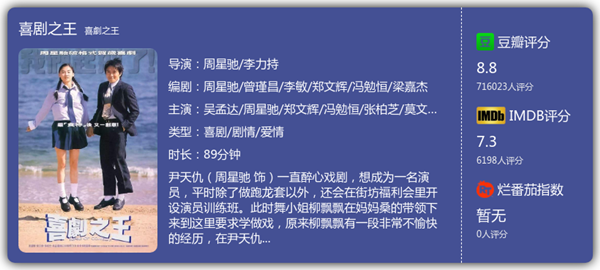 喜剧之王 喜劇之王
周星驰格式既癌喜劇
喜劇之王
导演：周星驰/李力持
编剧：周星驰/曾瑾昌/李敏/郑文辉/冯勉恒/梁嘉杰
主演：吴孟达/周星驰/郑文辉/冯勉恒/张柏芝/莫文...
类型：喜剧/剧情/爱情
时长：89分钟
尹天仇（周星驰 饰）一直醉心戏剧，想成为一名演
员，平时除了做跑龙套以外，还会在街坊福利会里开
设演员训练班。此时舞小姐柳飘飘在妈妈桑的带领下
来到这里要求学做戏，原来柳飘飘有一段非常不愉快
的经历，在尹天仇...
豆 豆瓣评分
8.8
716023人评分
IMDb IMDB评分
7.3
6198人评分
烂番茄指数
暂无
0人评分